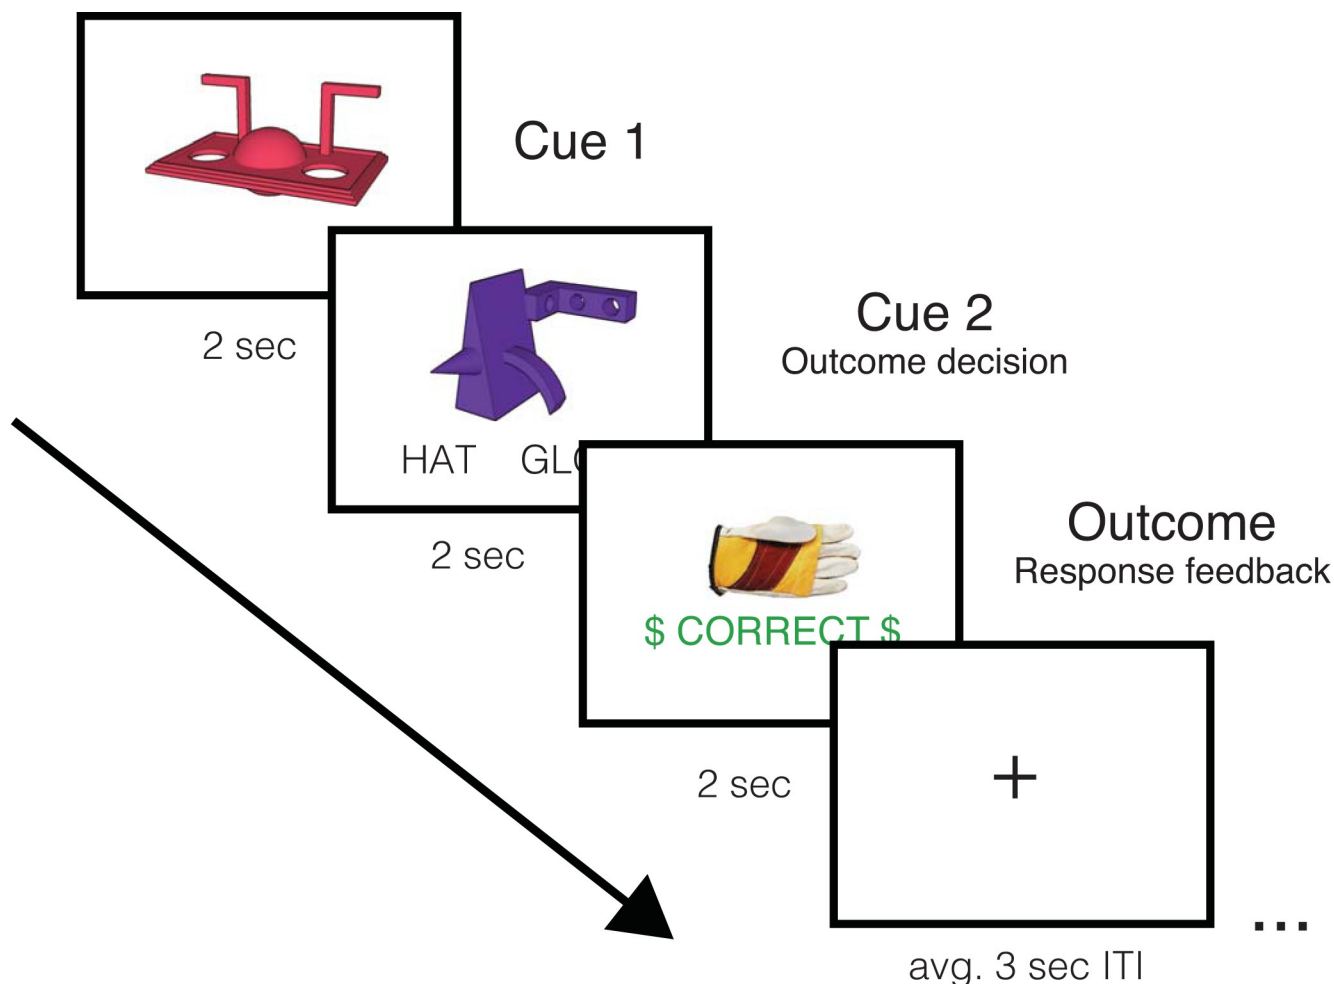 Cue 1
2 sec
Cue 2
Outcome decision
HAT GLO
2 sec
Outcome
Response feedback
$ CORRECT $
2 sec
+
...
avg. 3 sec ITI